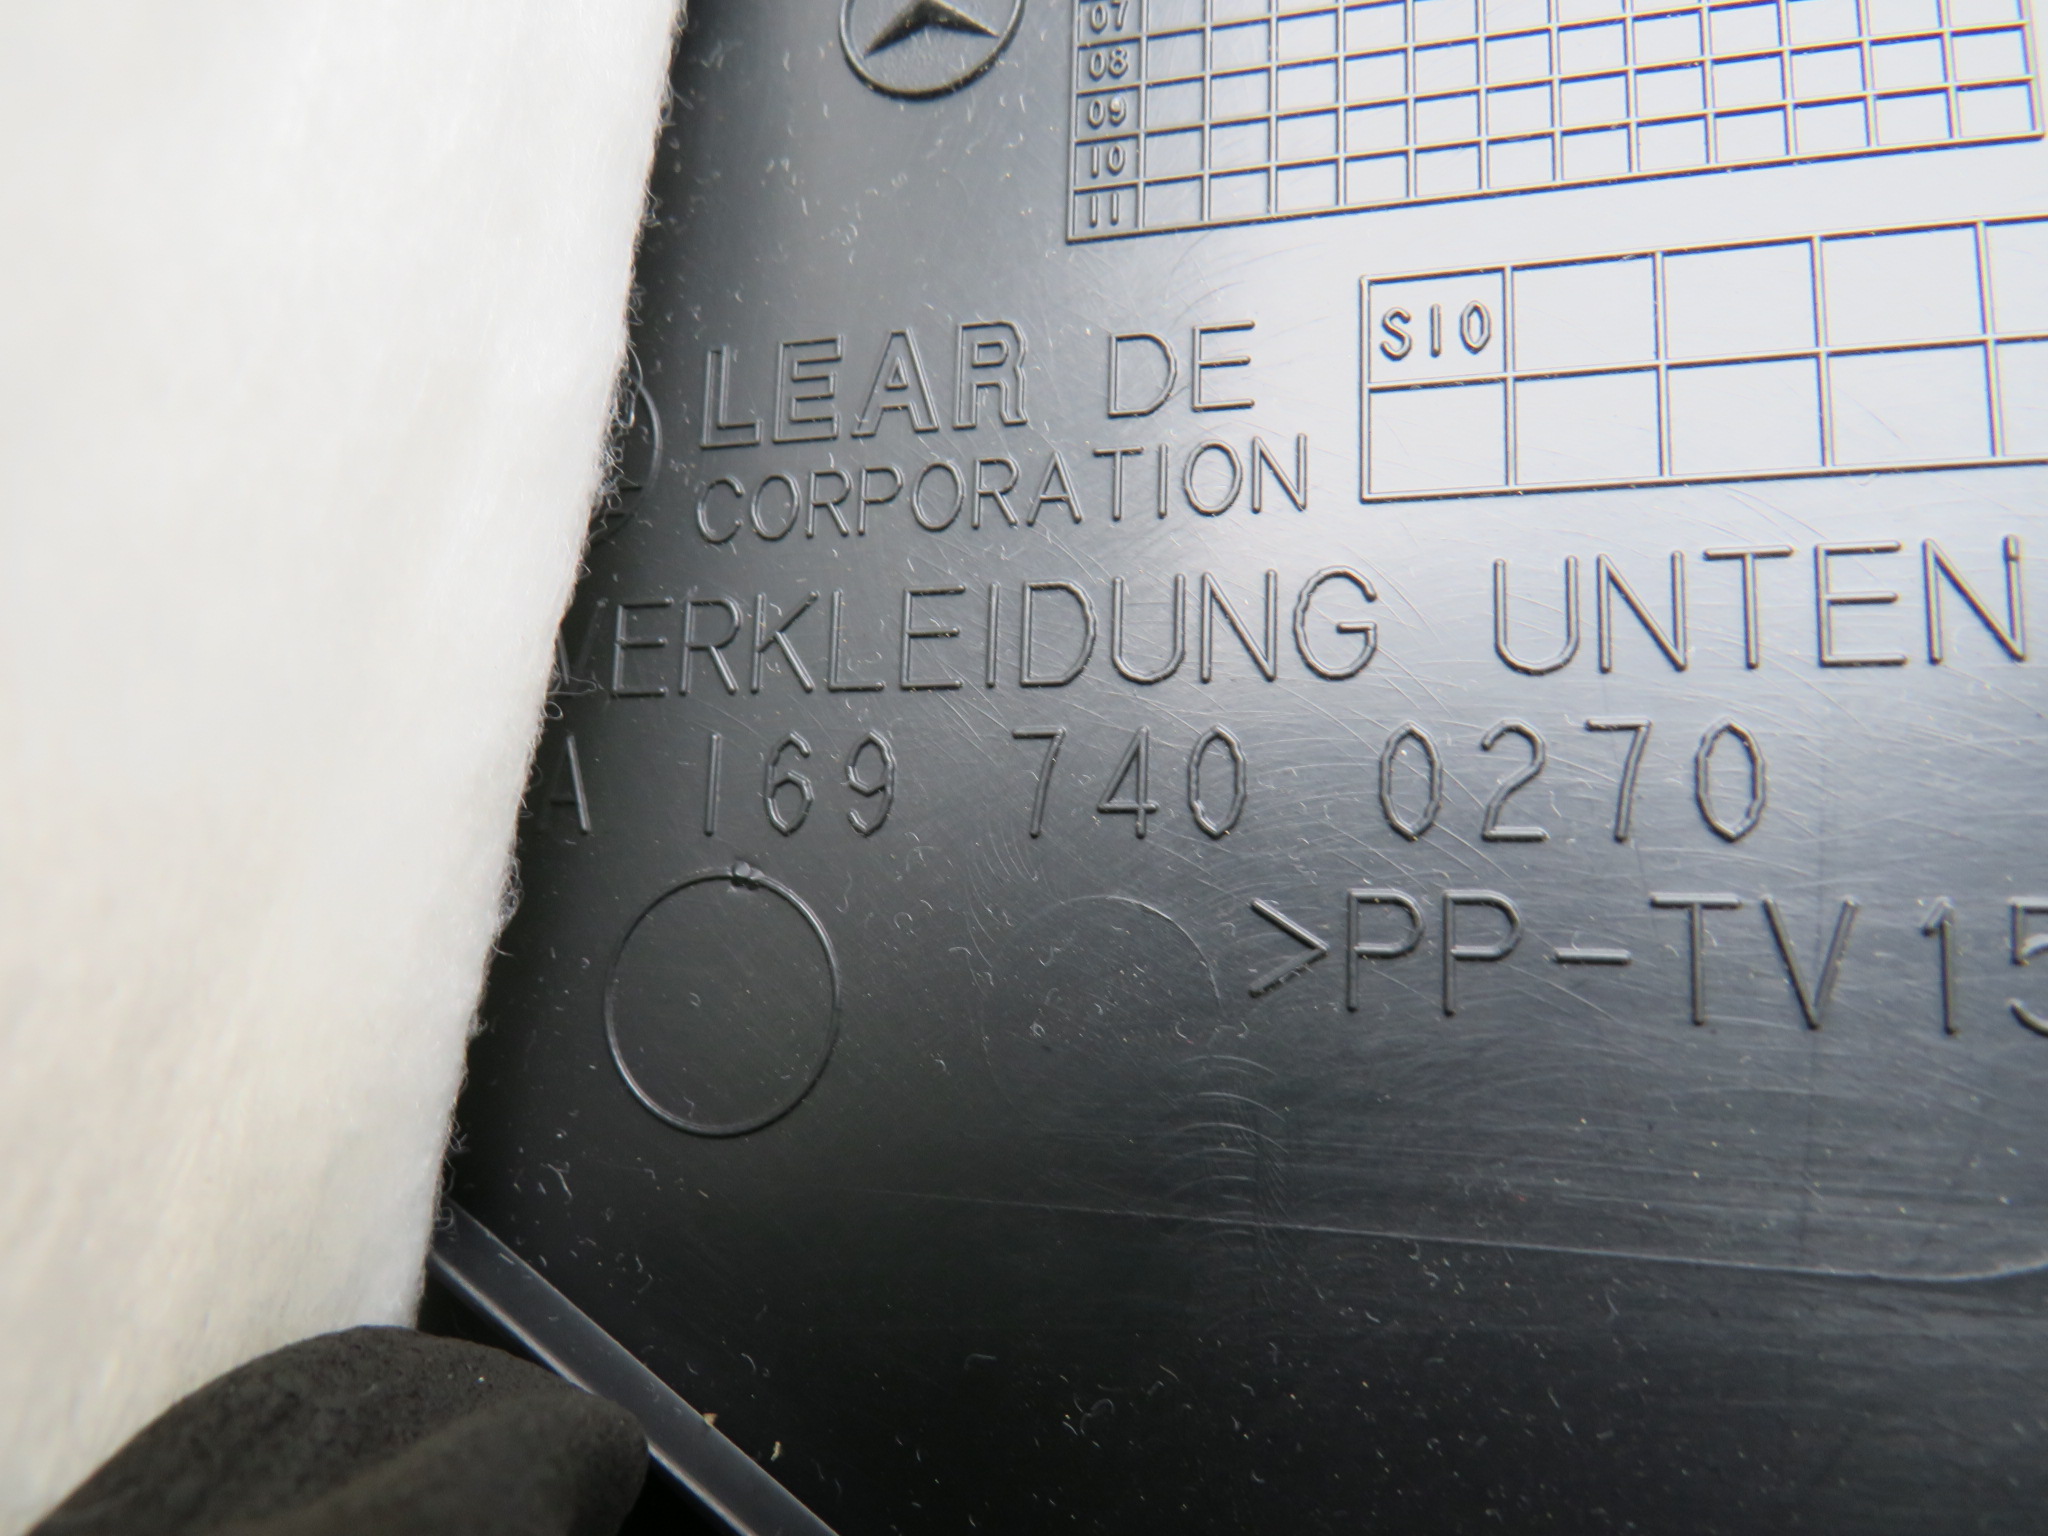 07
08
09
10
11
LEAR DE
CORPORATION
S10
VERKLEIDUNG UNTEN
A 169 740 0270
>PP-TV15